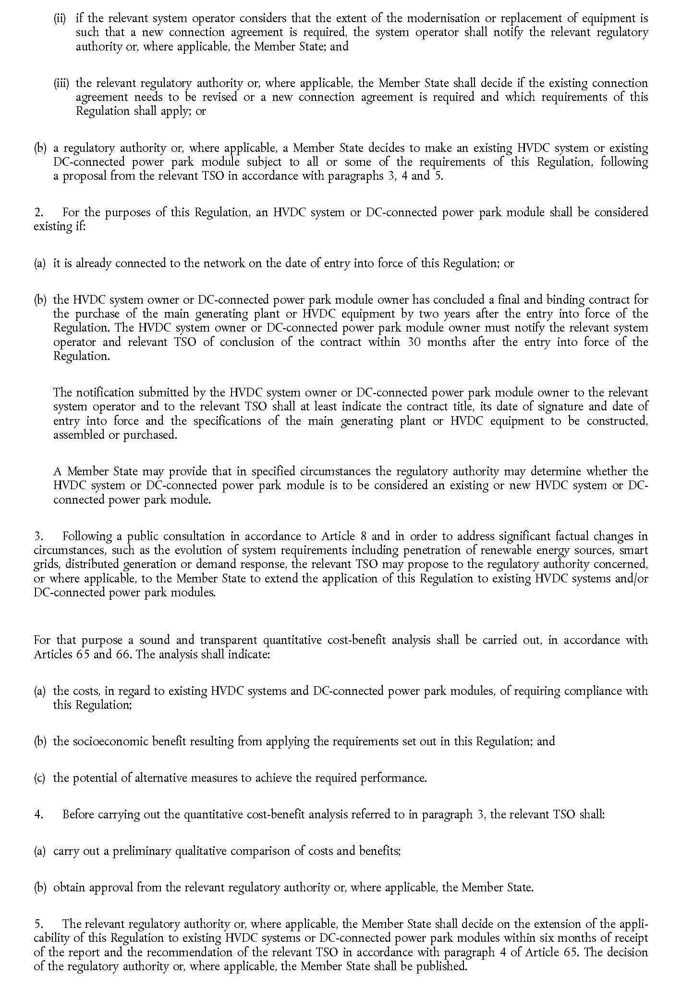 (ii) if the relevant system operator considers that the extent of the modernisation or replacement of equipment is
such that a new connection agreement is required, the system operator shall notify the relevant regulatory
authority or, where applicable, the Member State; and
(iii) the relevant regulatory authority or, where applicable, the Member State shall decide if the existing connection
agreement needs to be revised or a new connection agreement is required and which requirements of this
Regulation shall apply; or
(b) a regulatory authority or, where applicable, a Member State decides to make an existing HVDC system or existing
DC-connected power park module subject to all or some of the requirements of this Regulation, following
a proposal from the relevant TSO in accordance with paragraphs 3, 4 and 5.
2. For the purposes of this Regulation, an HVDC system or DC-connected power park module shall be considered
existing if:
(a) it is already connected to the network on the date of entry into force of this Regulation; or
(b) the HVDC system owner or DC-connected power park module owner has concluded a final and binding contract for
the purchase of the main generating plant or HVDC equipment by two years after the entry into force of the
Regulation. The HVDC system owner or DC-connected power park module owner must notify the relevant system
operator and relevant TSO of conclusion of the contract within 30 months after the entry into force of the
Regulation.
The notification submitted by the HVDC system owner or DC-connected power park module owner to the relevant
system operator and to the relevant TSO shall at least indicate the contract title, its date of signature and date of
entry into force and the specifications of the main generating plant or HVDC equipment to be constructed,
assembled or purchased.
A Member State may provide that in specified circumstances the regulatory authority may determine whether the
HVDC system or DC-connected power park module is to be considered an existing or new HVDC system or DC-
connected power park module.
3. Following a public consultation in accordance to Article 8 and in order to address significant factual changes in
circumstances, such as the evolution of system requirements including penetration of renewable energy sources, smart
grids, distributed generation or demand response, the relevant TSO may propose to the regulatory authority concerned,
or where applicable, to the Member State to extend the application of this Regulation to existing HVDC systems and/or
DC-connected power park modules.
For that purpose a sound and transparent quantitative cost-benefit analysis shall be carried out, in accordance with
Articles 65 and 66. The analysis shall indicate:
(a) the costs, in regard to existing HVDC systems and DC-connected power park modules, of requiring compliance with
this Regulation;
(b) the socioeconomic benefit resulting from applying the requirements set out in this Regulation; and
(c) the potential of alternative measures to achieve the required performance.
4. Before carrying out the quantitative cost-benefit analysis referred to in paragraph 3, the relevant TSO shall:
(a) carry out a preliminary qualitative comparison of costs and benefits;
(b) obtain approval from the relevant regulatory authority or, where applicable, the Member State.
5. The relevant regulatory authority or, where applicable, the Member State shall decide on the extension of the appli-
cability of this Regulation to existing HVDC systems or DC-connected power park modules within six months of receipt
of the report and the recommendation of the relevant TSO in accordance with paragraph 4 of Article 65. The decision
of the regulatory authority or, where applicable, the Member State shall be published.